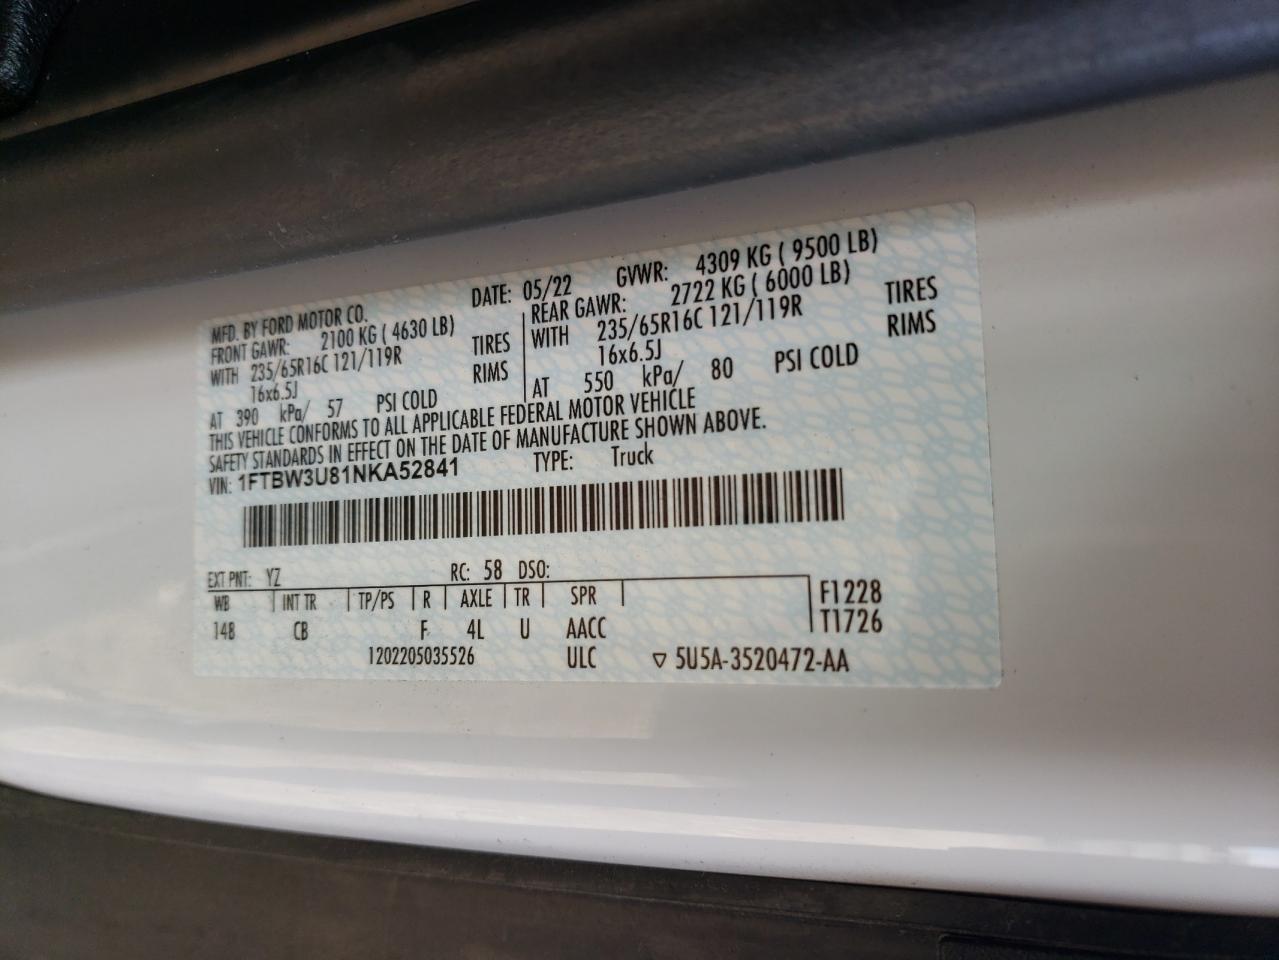 MFD. BY FORD MOTOR CO. DATE: 05/22 GVWR: 4309 KG ( 9500 LB)
FRONT GAWR: 2100 KG ( 4630 LB) REAR GAWR: 2722 KG ( 6000 LB)
WITH 235/65R16C 121/119R TIRES WITH 235/65R16C 121/119R TIRES
16x6.5J RIMS 16x6.5J RIMS
AT 390 kPa/ 57 PSI COLD AT 550 kPa/ 80 PSI COLD
THIS VEHICLE CONFORMS TO ALL APPLICABLE FEDERAL MOTOR VEHICLE
SAFETY STANDARDS IN EFFECT ON THE DATE OF MANUFACTURE SHOWN ABOVE.
VIN: 1FTBW3U81NKA52841 TYPE: Truck
EXT PNT: YZ RC: 58 DSO:
WB INT TR TP/PS R AXLE TR SPR F1228
148 CB F 4L U AACC T1726
1202205035526 ULC ▽ 5U5A-3520472-AA